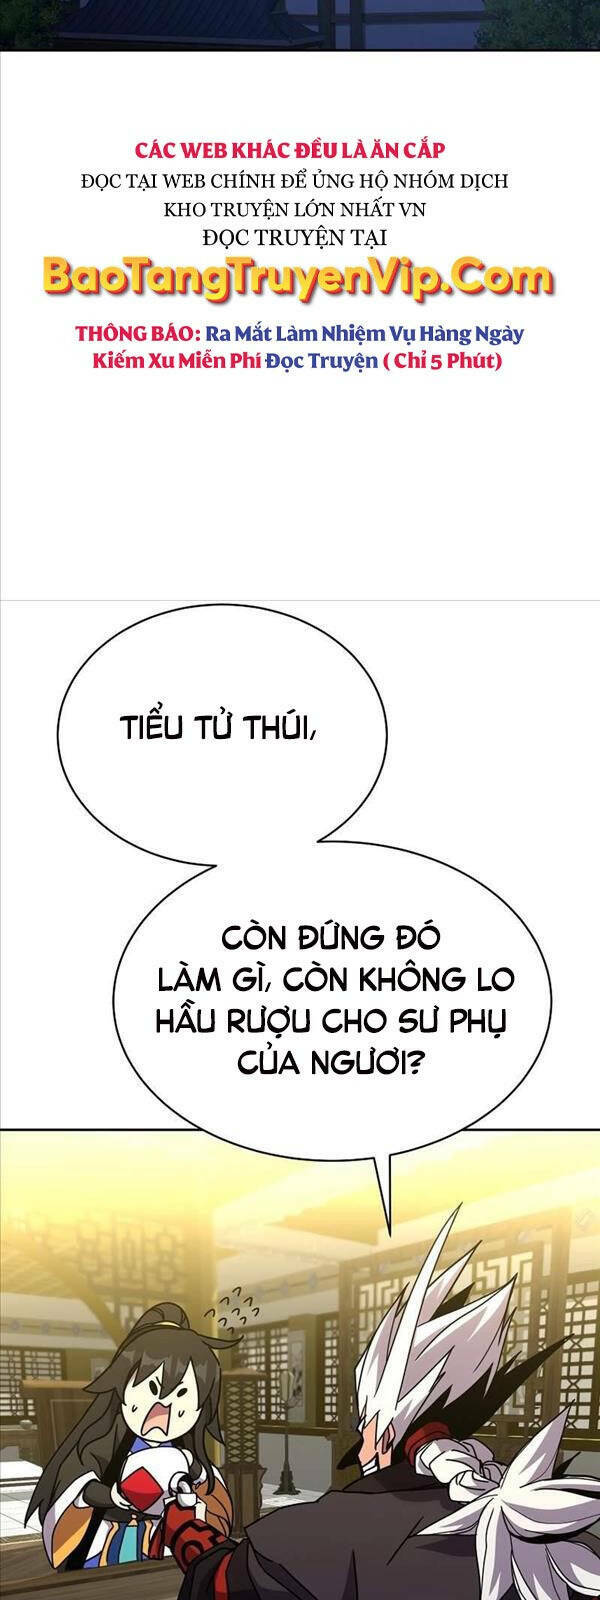 CÁC WEB KHÁC ĐỀU LÀ ĂN CẮP
ĐỌC TẠI WEB CHÍNH ĐỂ ỦNG HỘ NHÓM DỊCH
KHO TRUYỆN LỚN NHẤT VN
ĐỌC TRUYỆN TẠI
BaoTangTruyenVip.Com
THÔNG BÁO: Ra Mắt Làm Nhiệm Vụ Hàng Ngày
Kiếm Xu Miễn Phí Đọc Truyện ( Chỉ 5 Phút)
TIỂU TỬ THÚI,
CÒN ĐỨNG ĐÓ
LÀM GÌ, CÒN KHÔNG LO
HẦU RƯỢU CHO SƯ PHỤ
CỦA NGƯƠI?